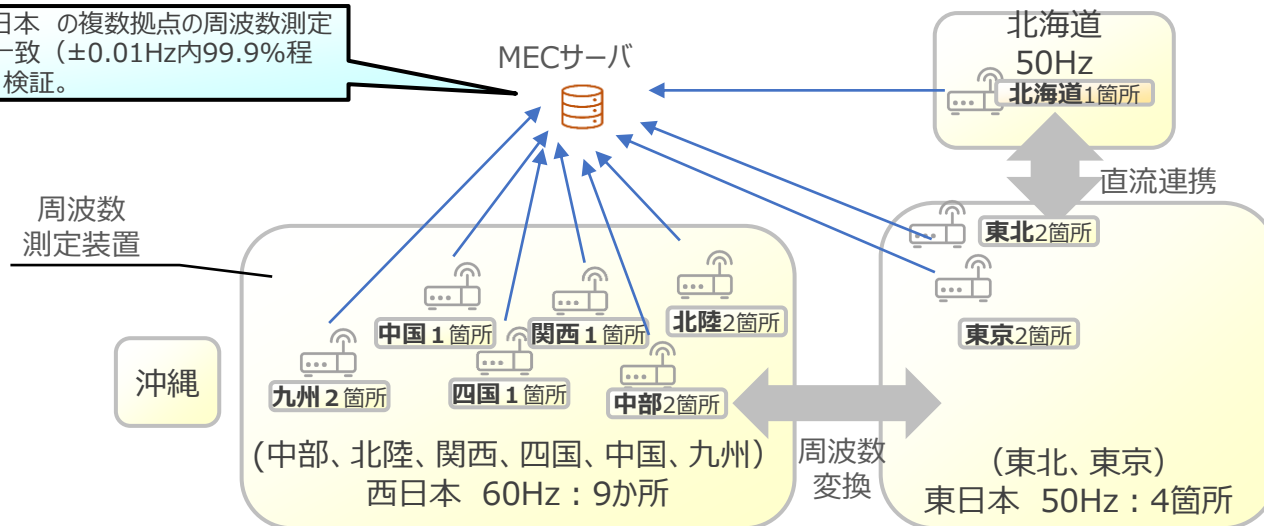 日本 の複数拠点の周波数測定
一致（±0.01Hz内99.9%程
検証。
MECサーバ
北海道
50Hz
北海道1箇所
直流連携
周波数
測定装置
東北2箇所
東京2箇所
中国１箇所
関西１箇所
北陸2箇所
九州２箇所
四国１箇所
中部2箇所
沖縄
(中部、北陸、関西、四国、中国、九州)
西日本 60Hz：9か所
周波数
変換
（東北、東京）
東日本 50Hz：4箇所